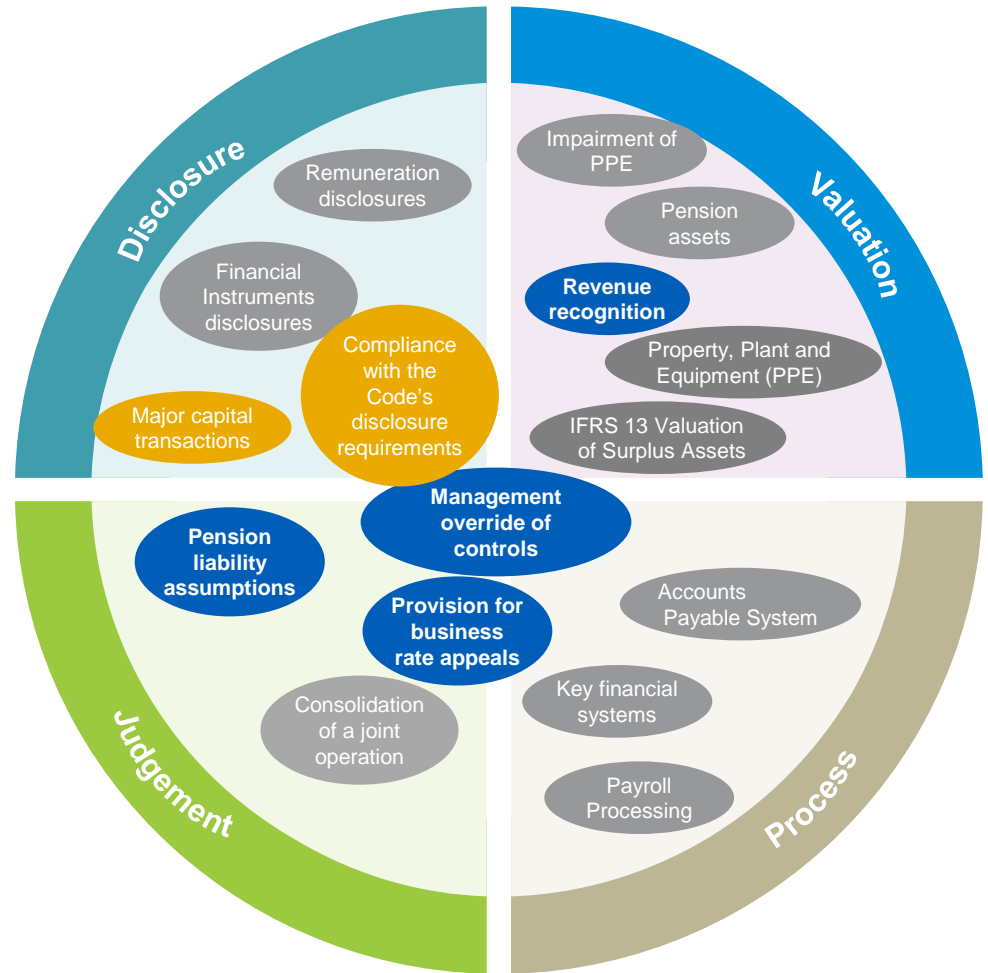 Disclosure
Remuneration
disclosures
Financial
Instruments
disclosures
Compliance
with the
Code's
disclosure
requirements
Major capital
transactions
Valuation
Impairment of
PPE
Pension
assets
Revenue
recognition
Property, Plant and
Equipment (PPE)
IFRS 13 Valuation
of Surplus Assets
Management
override of
controls
Judgement
Pension
liability
assumptions
Provision for
business
rate appeals
Consolidation
of a joint
operation
Process
Accounts
Payable System
Key financial
systems
Payroll
Processing